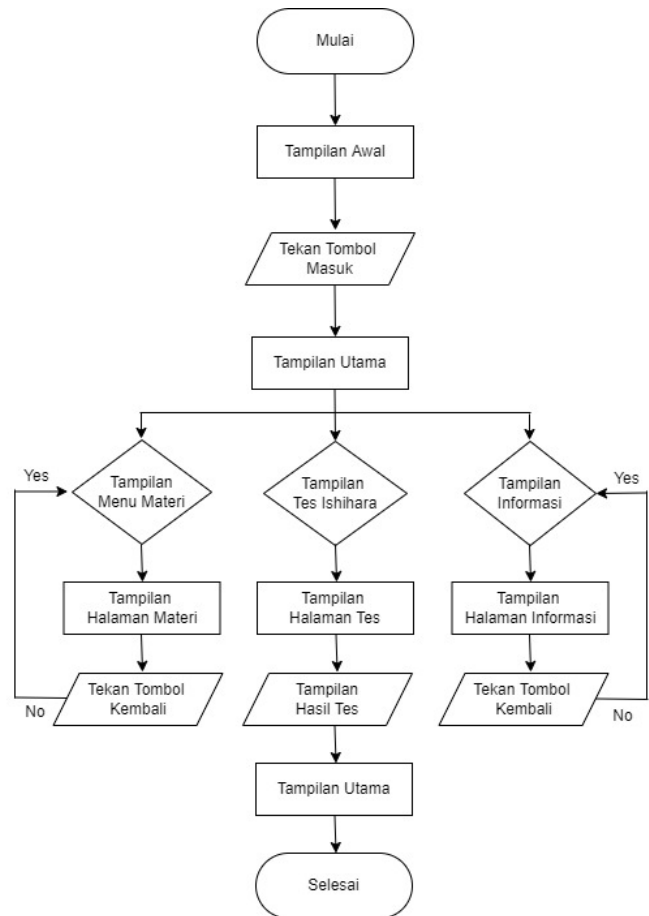 Mulai
Tampilan Awal
Tekan Tombol
Masuk
Tampilan Utama
Yes
Tampilan
Menu Materi
Tampilan
Tes Ishihara
Tampilan
Informasi
Yes
Tampilan
Halaman Materi
Tampilan
Halaman Tes
Tampilan
Halaman Informasi
No
Tekan Tombol
Kembali
Tampilan
Hasil Tes
Tekan Tombol
Kembali
No
Tampilan Utama
Selesai